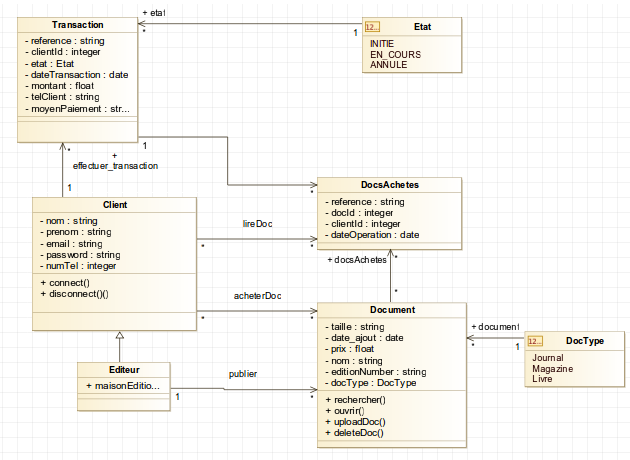 Transaction
- reference : string
- clientId : integer
- etat : Etat
- dateTransaction : date
- montant : float
- telClient : string
- moyenPaiement : str...
+ etat
*
1
12...
Etat
INITIE
EN_COURS
ANNULE
*
+
effectuer_transaction
1
1
*
DocsAchetes
- reference : string
- docId : integer
- clientId : integer
- dateOperation : date
Client
- nom : string
- prenom : string
- email : string
- password : string
- numTel : integer
+ connect()
+ disconnect()()
lireDoc
*
*
+ docsAchetes
*
*
acheterDoc
*
*
Document
- taille : string
- date_ajout : date
- prix : float
- nom : string
- editionNumber : string
- docType : DocType
+ rechercher()
+ ouvrir()
+ uploadDoc()
+ deleteDoc()
+ document
*
1
12...
DocType
Journal
Magazine
Livre
Editeur
+ maisonEditio...
publier
1
*